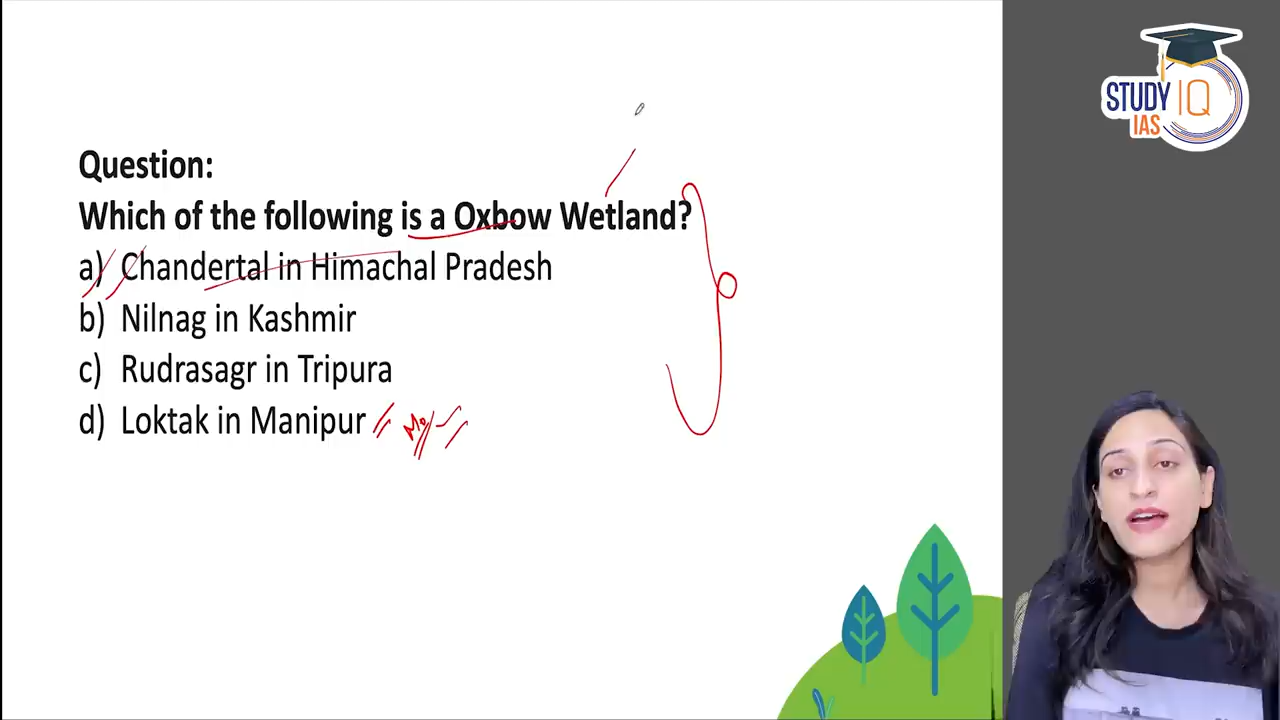 Question:
Which of the following is a Oxbow Wetland?
a) Chandertal in Himachal Pradesh
b) Nilnag in Kashmir
c) Rudrasagr in Tripura
d) Loktak in Manipur
STUDY IQ
IAS